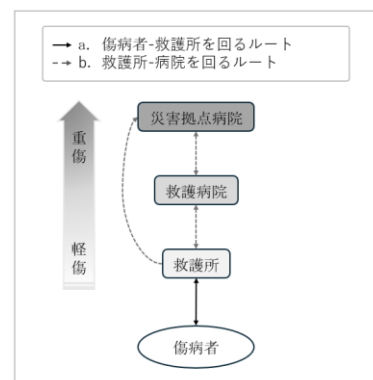 a. 傷病者-救護所を回るルート
b. 救護所-病院を回るルート
災害拠点病院
重傷
救護病院
軽傷
救護所
傷病者